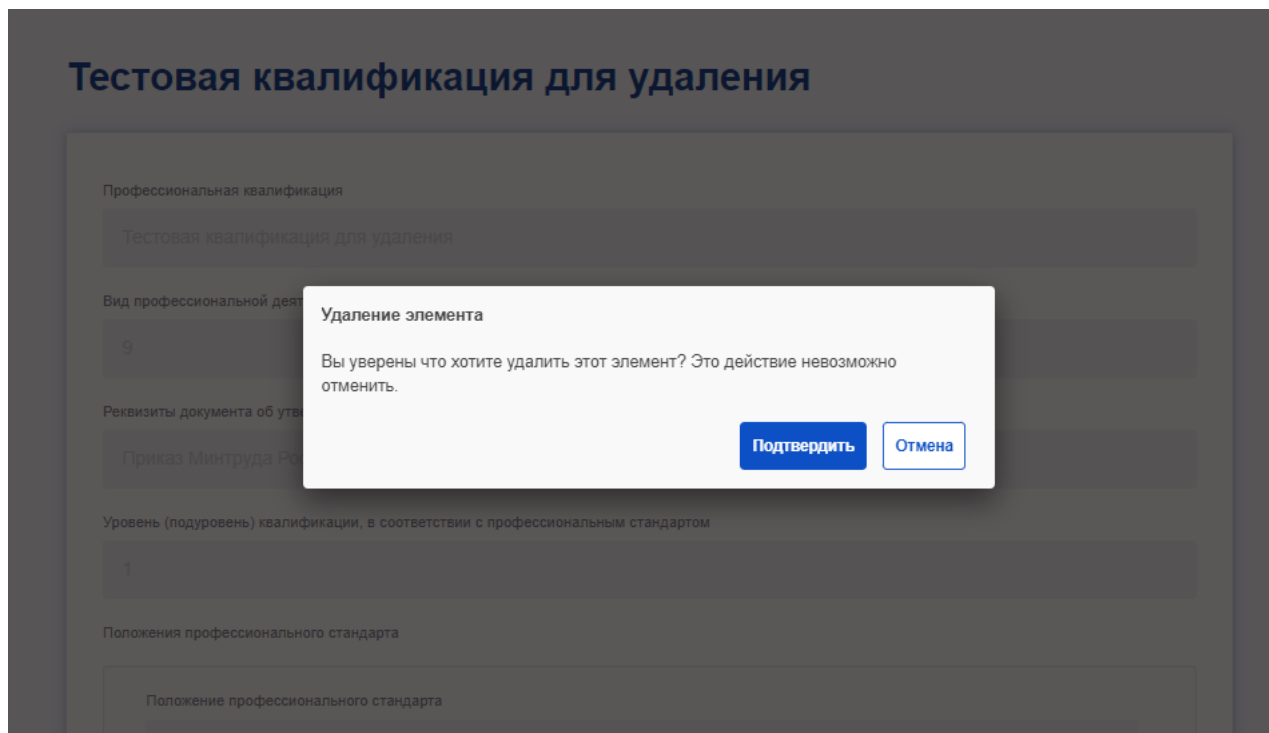 Тестовая квалификация для удаления
Профессиональная квалификация
Тестовая квалификация для удаления
Вид профессиональной деят
9
Реквизиты документа об утве
Приказ Минтруда Рос
Удаление элемента
Вы уверены что хотите удалить этот элемент? Это действие невозможно
отменить.
Подтвердить Отмена
Уровень (подуровень) квалификации, в соответствии с профессиональным стандартом
1
Положения профессионального стандарта
Положение профессионального стандарта